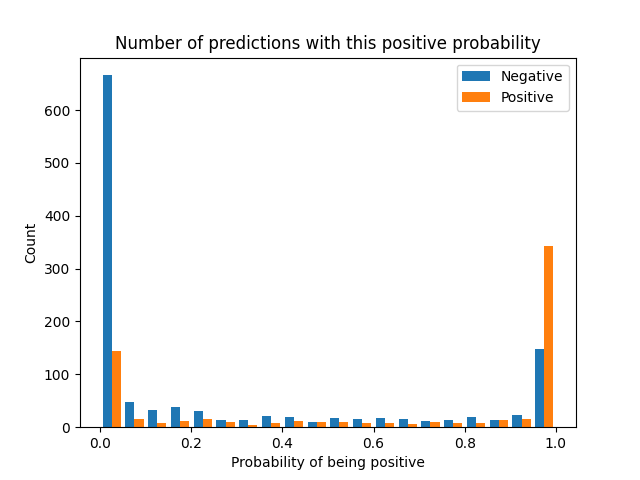 Number of predictions with this positive probability
Negative
Positive
600
500
400
300
200
100
0
Count
0.0 0.2 0.4 0.6 0.8 1.0
Probability of being positive